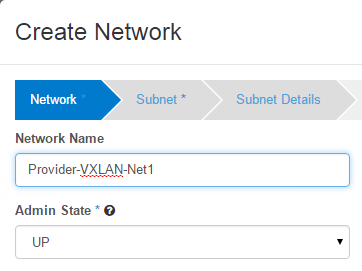 Create Network
Network * Subnet * Subnet Details
Network Name
Provider-VXLAN-Net1
Admin State * ?
UP